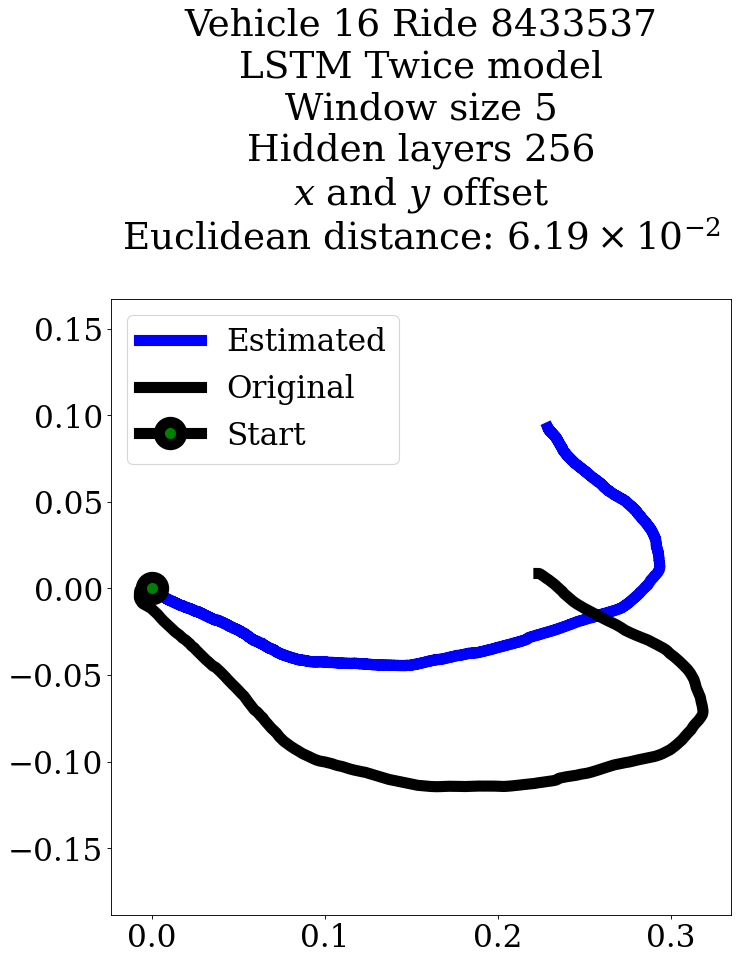 Vehicle 16 Ride 8433537
LSTM Twice model
Window size 5
Hidden layers 256
x and y offset
Euclidean distance: 6.19 × 10⁻²
Estimated
Original
Start
0.15
0.10
0.05
0.00
−0.05
−0.10
−0.15
0.0 0.1 0.2 0.3